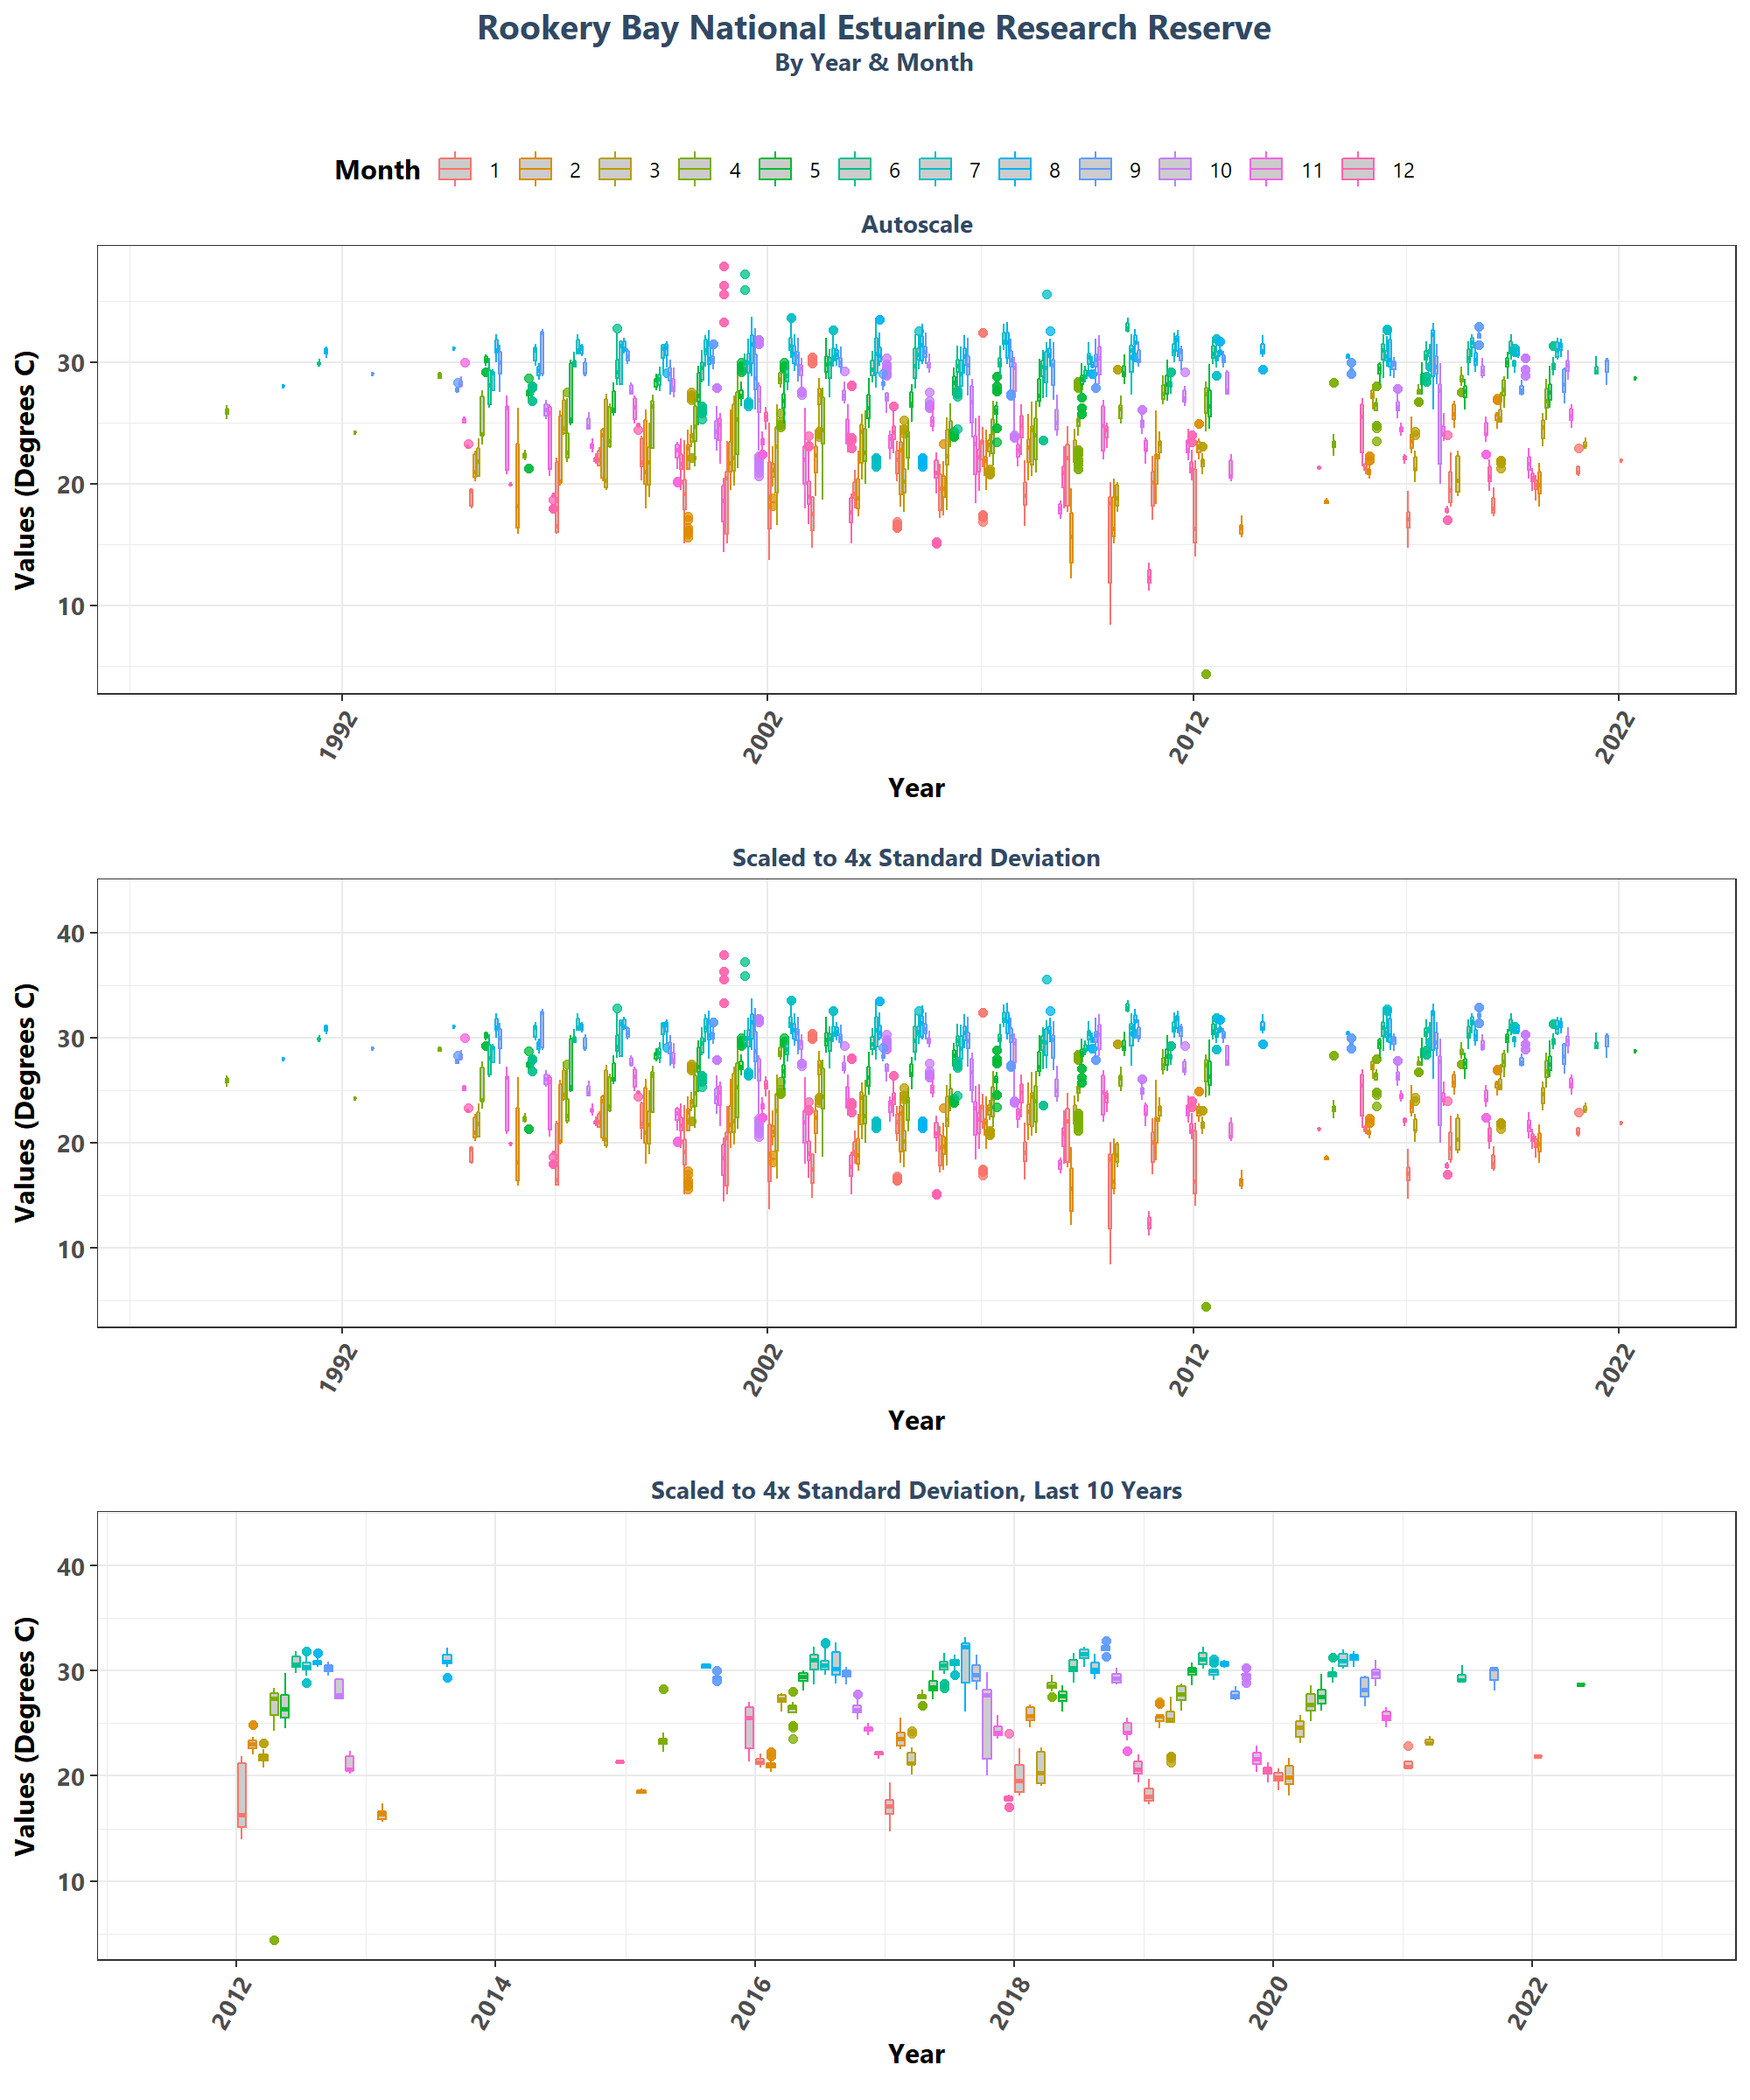 Rookery Bay National Estuarine Research Reserve
By Year & Month
Month 1 2 3 4 5 6 7 8 9 10 11 12
Autoscale
Values (Degrees C)
30
20
10
1992 2002 2012 2022
Year
Scaled to 4x Standard Deviation
Values (Degrees C)
40
30
20
10
1992 2002 2012 2022
Year
Scaled to 4x Standard Deviation, Last 10 Years
Values (Degrees C)
40
30
20
10
2012 2014 2016 2018 2020 2022
Year